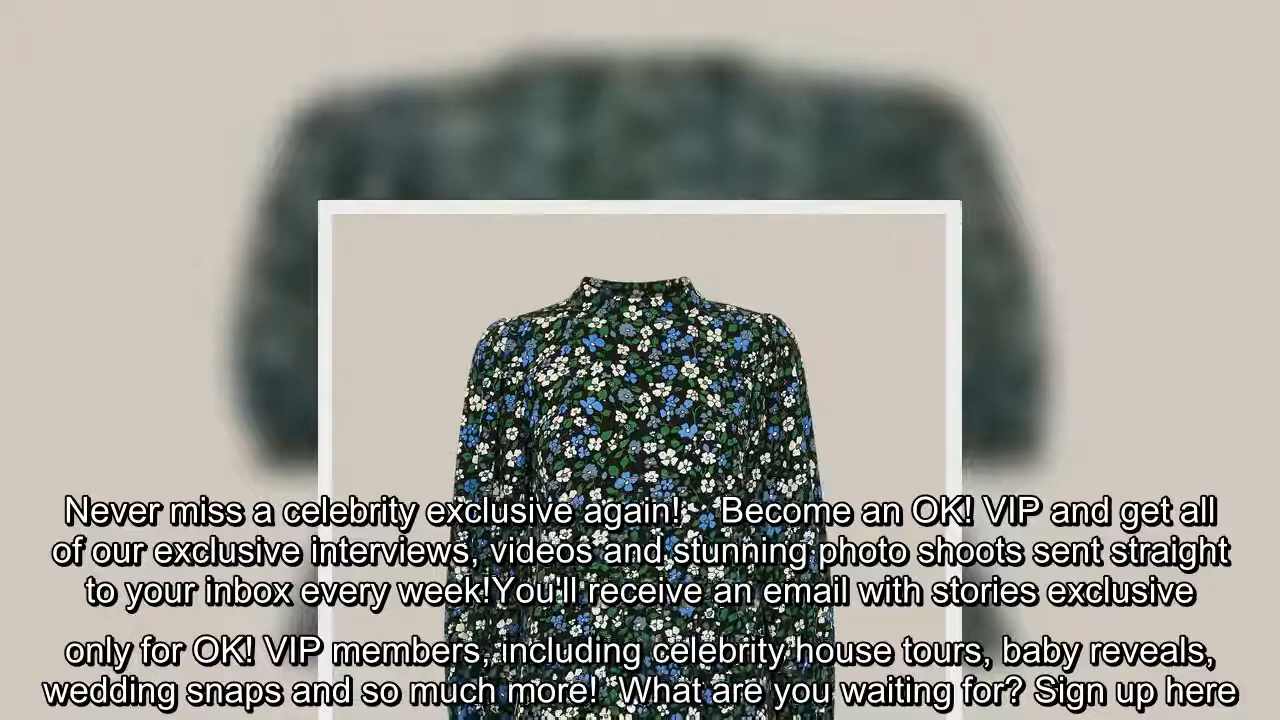 Never miss a celebrity exclusive again! · Become an OK! VIP and get all
of our exclusive interviews, videos and stunning photo shoots sent straight
to your inbox every week!You'll receive an email with stories exclusive
only for OK! VIP members, including celebrity house tours, baby reveals,
wedding snaps and so much more! What are you waiting for? Sign up here